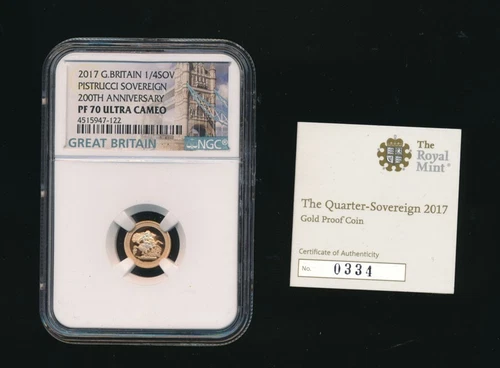 2017 G.BRITAIN 1/4SOV
PISTRUCCI SOVEREIGN
200TH ANNIVERSARY
PF 70 ULTRA CAMEO
4515947-122
GREAT BRITAIN
NGC®
The
Royal
Mint
The Quarter-Sovereign 2017
Gold Proof Coin
Certificate of Authenticity
No. 0334